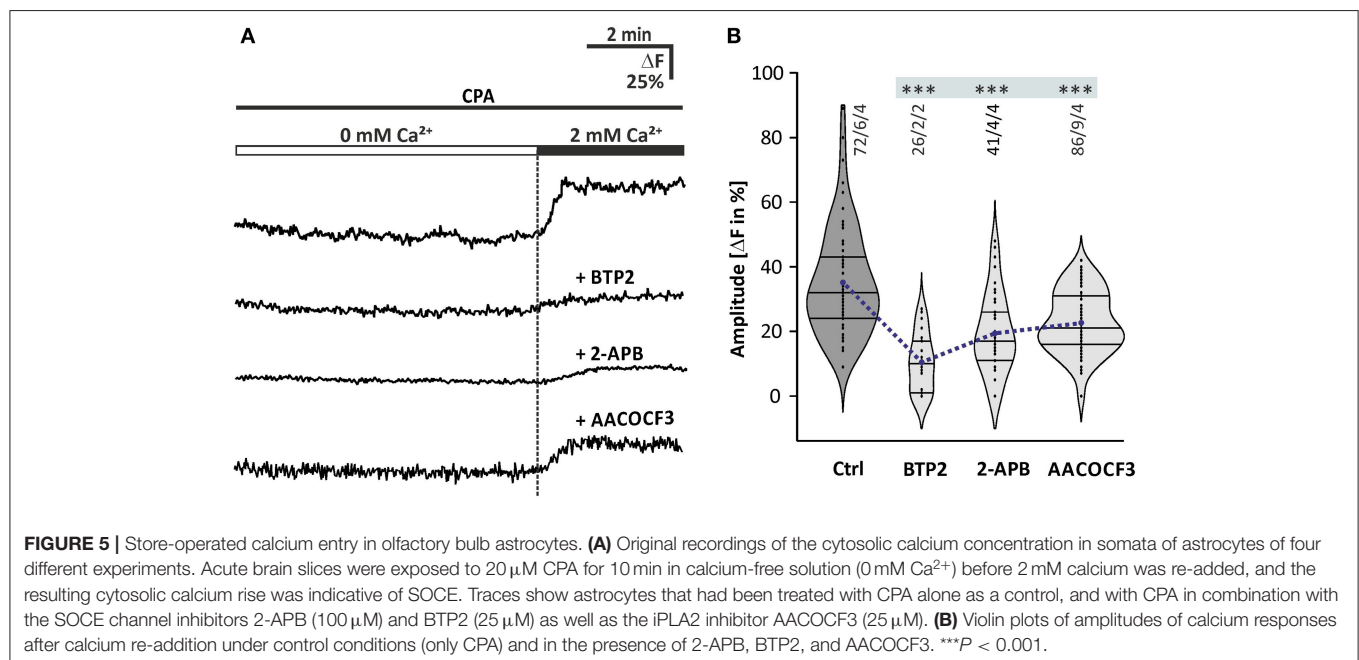 A
2 min
ΔF
25%
CPA
0 mM Ca²⁺ 2 mM Ca²⁺
+ BTP2
+ 2-APB
+ AACOCF3
B
100
80
60
40
20
0
Amplitude [ΔF in %]
*** *** ***
72/6/4 26/2/2 41/4/4 86/9/4
Ctrl BTP2 2-APB AACOCF3
FIGURE 5 | Store-operated calcium entry in olfactory bulb astrocytes. (A) Original recordings of the cytosolic calcium concentration in somata of astrocytes of four
different experiments. Acute brain slices were exposed to 20 μM CPA for 10 min in calcium-free solution (0 mM Ca²⁺) before 2 mM calcium was re-added, and the
resulting cytosolic calcium rise was indicative of SOCE. Traces show astrocytes that had been treated with CPA alone as a control, and with CPA in combination with
the SOCE channel inhibitors 2-APB (100 μM) and BTP2 (25 μM) as well as the iPLA2 inhibitor AACOCF3 (25 μM). (B) Violin plots of amplitudes of calcium responses
after calcium re-addition under control conditions (only CPA) and in the presence of 2-APB, BTP2, and AACOCF3. ***P < 0.001.